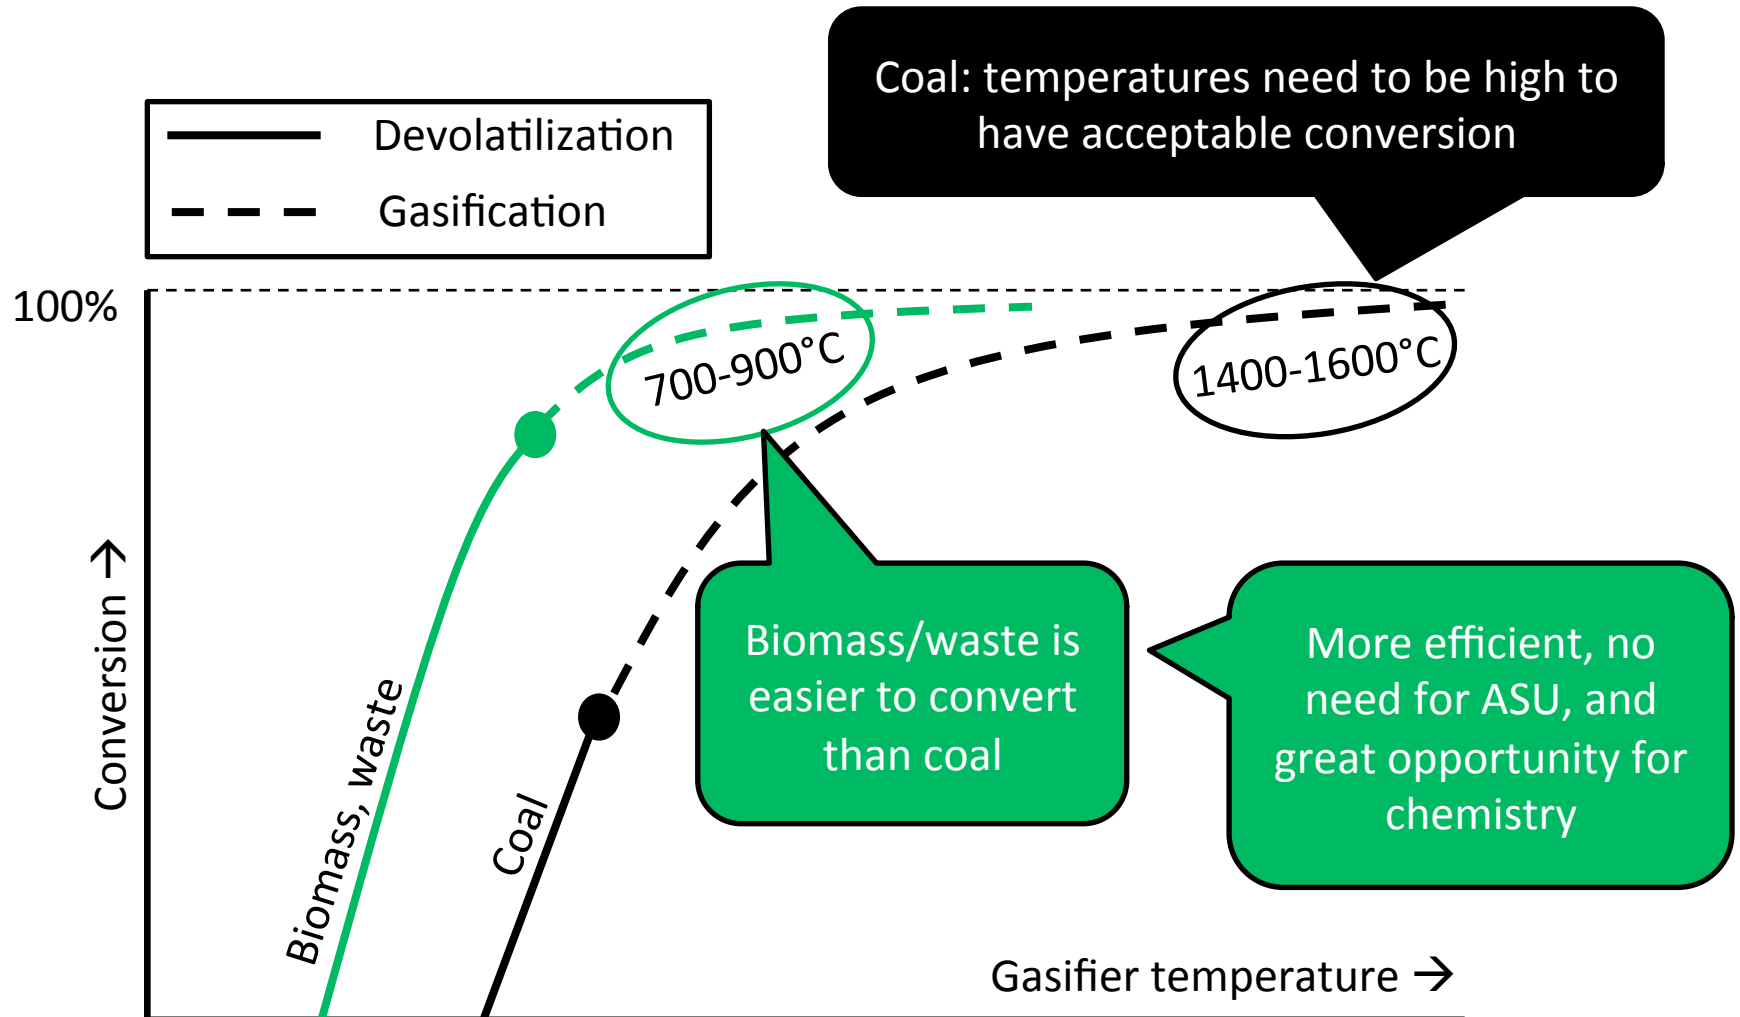 Coal: temperatures need to be high to
have acceptable conversion
Devolatilization
Gasification
100%
700-900°C
1400-1600°C
Conversion →
Biomass, waste
Coal
Biomass/waste is
easier to convert
than coal
More efficient, no
need for ASU, and
great opportunity for
chemistry
Gasifier temperature →